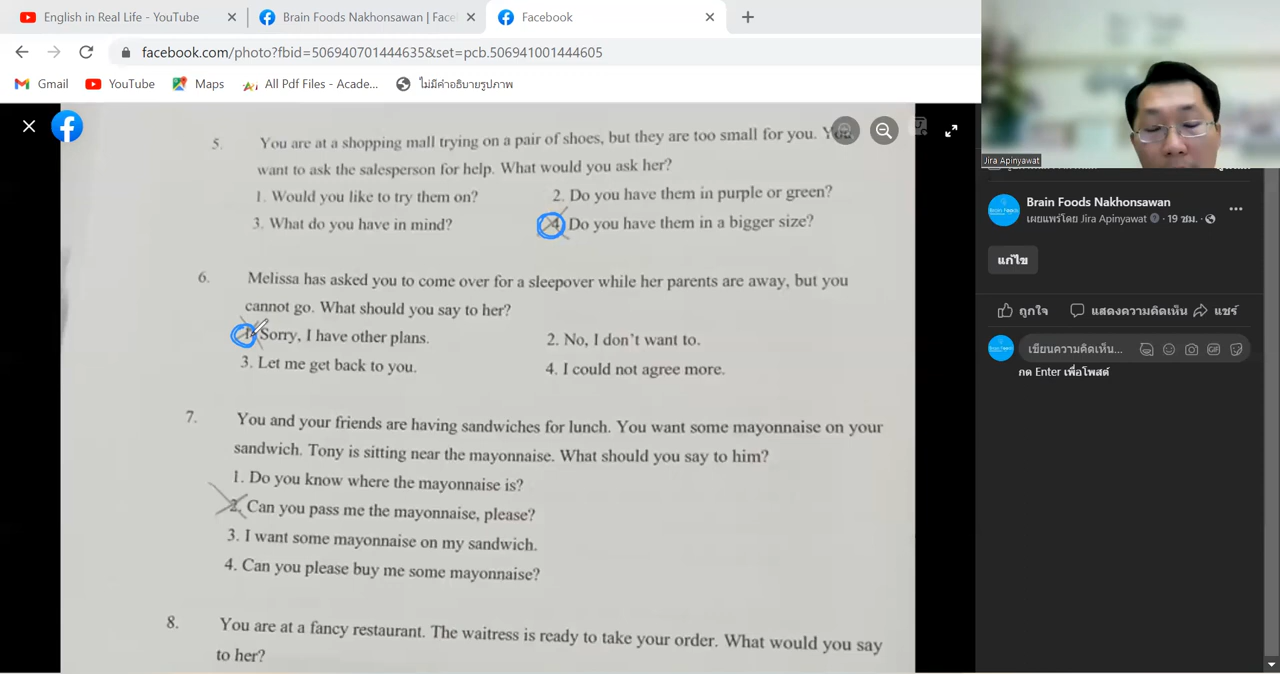 English in Real Life - YouTube
Brain Foods Nakhonsawan | Face
Facebook
facebook.com/photo?fbid=506940701444635&set=pcb.506941001444605
Gmail
YouTube
Maps
All Pdf Files - Acade...
ไม่มีคำอธิบายรูปภาพ
Jira Apinyawat
Brain Foods Nakhonsawan
เผยแพร่โดย Jira Apinyawat
· 19 ชม. ·
แก้ไข
ถูกใจ
แสดงความคิดเห็น
แชร์
เขียนความคิดเห็น...
กด Enter เพื่อโพสต์
5. You are at a shopping mall trying on a pair of shoes, but they are too small for you. You
want to ask the salesperson for help. What would you ask her?
1. Would you like to try them on? 2. Do you have them in purple or green?
3. What do you have in mind? 4. Do you have them in a bigger size?
6. Melissa has asked you to come over for a sleepover while her parents are away, but you
cannot go. What should you say to her?
1. Sorry, I have other plans. 2. No, I don't want to.
3. Let me get back to you. 4. I could not agree more.
7. You and your friends are having sandwiches for lunch. You want some mayonnaise on your
sandwich. Tony is sitting near the mayonnaise. What should you say to him?
1. Do you know where the mayonnaise is?
2. Can you pass me the mayonnaise, please?
3. I want some mayonnaise on my sandwich.
4. Can you please buy me some mayonnaise?
8. You are at a fancy restaurant. The waitress is ready to take your order. What would you say
to her?